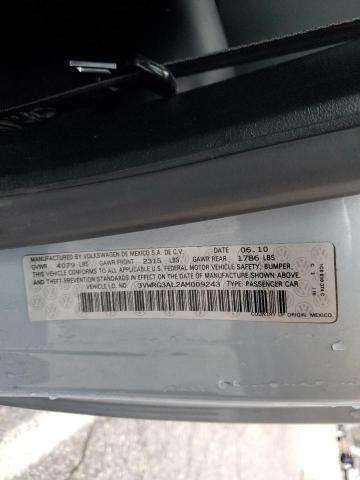 MANUFACTURED BY VOLKSWAGEN DE MEXICO S.A. DE C.V. DATE 06.10
GVWR 4079 LBS GAWR FRONT 2315 LBS GAWR REAR 1786 LBS
THIS VEHICLE CONFORMS TO ALL APPLICABLE U.S. FEDERAL MOTOR VEHICLE SAFETY, BUMPER,
AND THEFT PREVENTION STANDARDS IN EFFECT ON THE DATE OF MANUFACTURE SHOWN ABOVE.
VEHICLE I.D. NO.: 3VWRG3AL2AM009243 TYPE: PASSENGER CAR
COUNTRY OF ORIGIN: MEXICO.